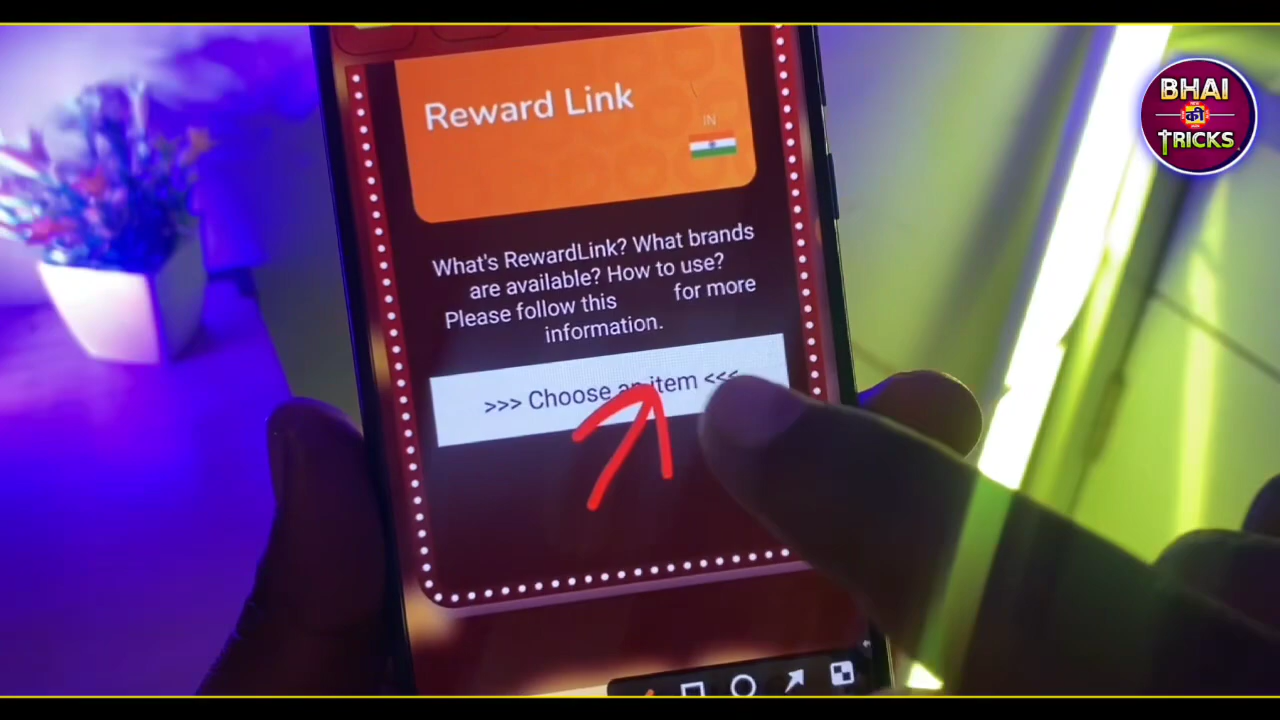 Reward Link
IN
What's RewardLink? What brands
are available? How to use?
Please follow this for more
information.
>>> Choose an item <<<
BHAI
की
TRICKS